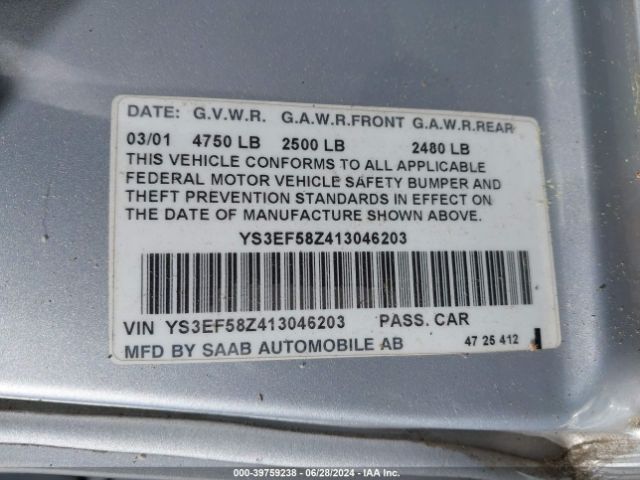 DATE: G.V.W.R. G.A.W.R.FRONT G.A.W.R.REAR
03/01 4750 LB 2500 LB 2480 LB
THIS VEHICLE CONFORMS TO ALL APPLICABLE
FEDERAL MOTOR VEHICLE SAFETY BUMPER AND
THEFT PREVENTION STANDARDS IN EFFECT ON
THE DATE OF MANUFACTURE SHOWN ABOVE.
YS3EF58Z413046203
VIN YS3EF58Z413046203 PASS. CAR
MFD BY SAAB AUTOMOBILE AB 47 25 412
000-39759238 - 06/28/2024 - IAA Inc.